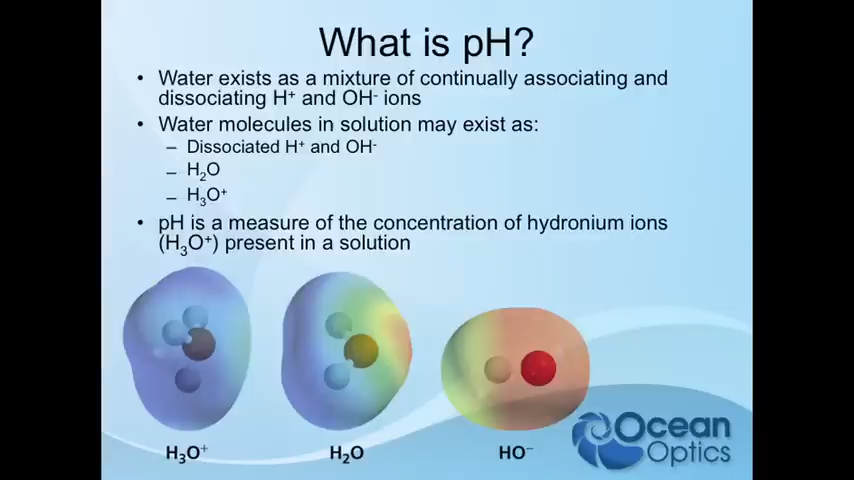 What is pH?
• Water exists as a mixture of continually associating and
dissociating H⁺ and OH⁻ ions
• Water molecules in solution may exist as:
– Dissociated H⁺ and OH⁻
– H₂O
– H₃O⁺
• pH is a measure of the concentration of hydronium ions
(H₃O⁺) present in a solution
H₃O⁺ H₂O HO⁻
Ocean
Optics